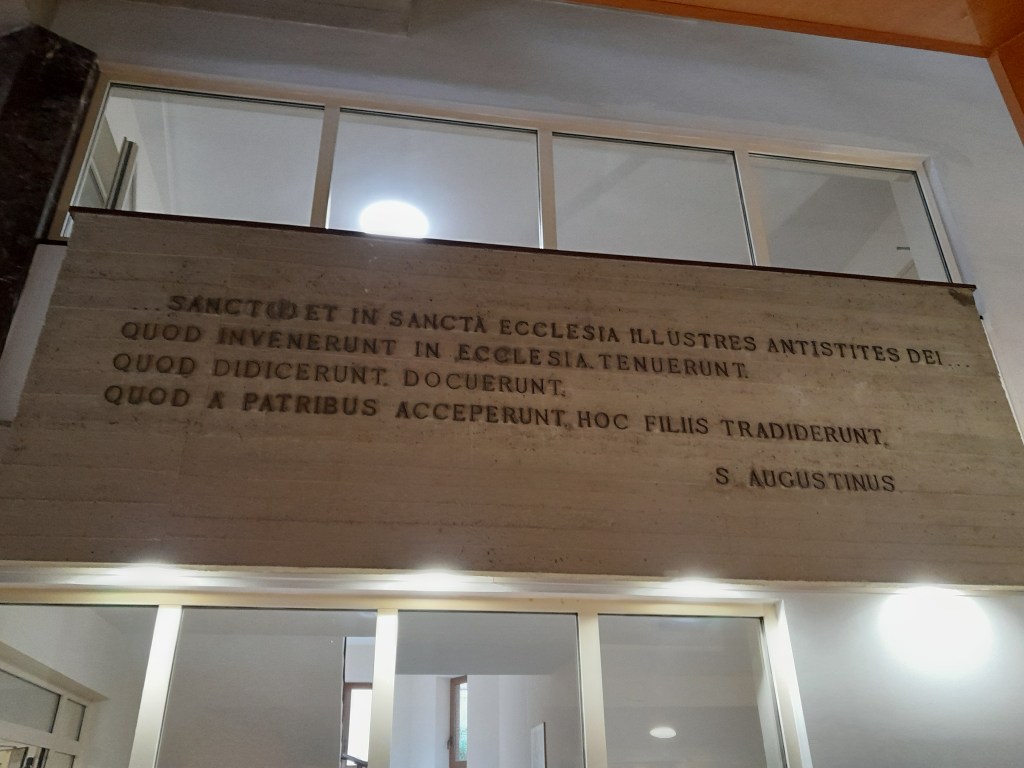 ...SANCT(I) ET IN SANCTA ECCLESIA ILLUSTRES ANTISTITES DEI...
QUOD INVENERUNT IN ECCLESIA, TENUERUNT,
QUOD DIDICERUNT, DOCUERUNT,
QUOD A PATRIBUS ACCEPERUNT, HOC FILIIS TRADIDERUNT.
S. AUGUSTINUS